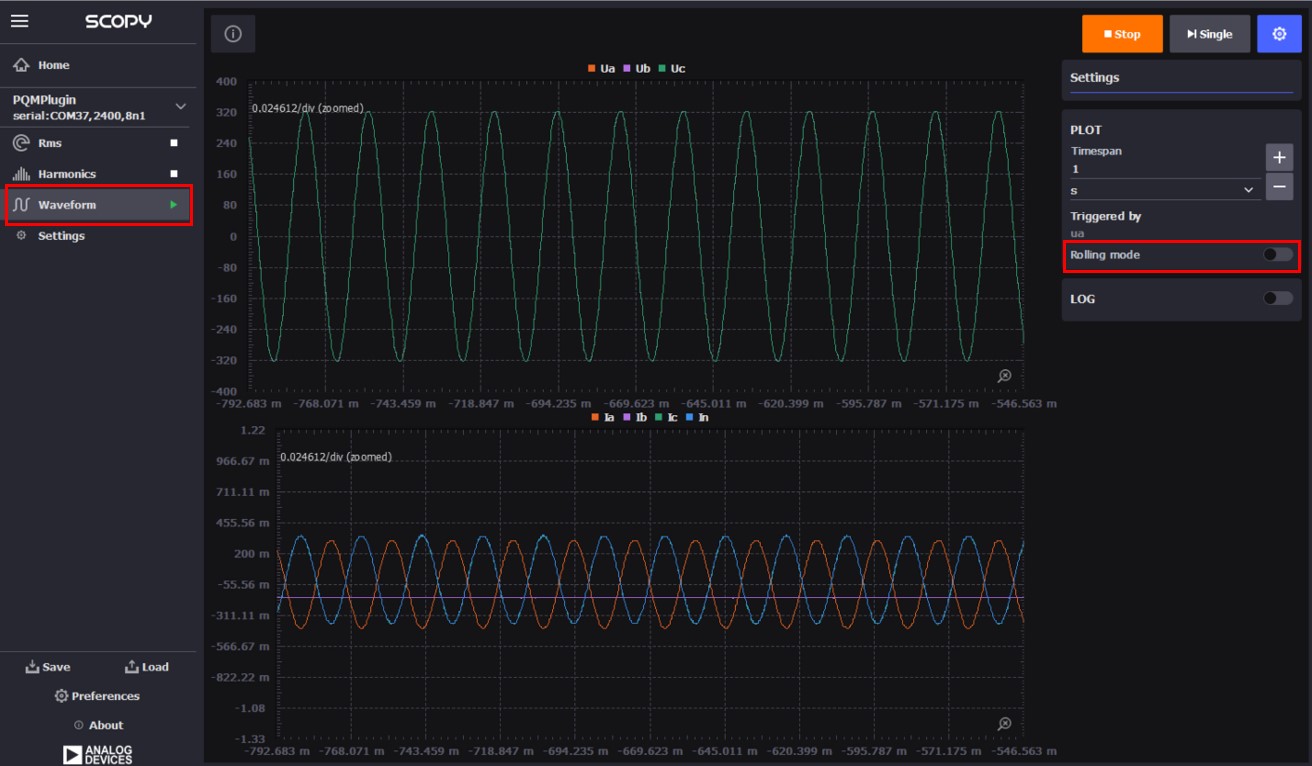 SCOPY
Home
PQMPlugin
serial:COM37,2400,8n1
Rms
Harmonics
Waveform
Settings
Save
Load
Preferences
About
ANALOG
DEVICES
Stop
Single
Ua Ub Uc
0.024612/div (zoomed)
400
320
240
160
80
0
-80
-160
-240
-320
-400
-792.683 m -768.071 m -743.459 m -718.847 m -694.235 m -669.623 m -645.011 m -620.399 m -595.787 m -571.175 m -546.563 m
Ia Ib Ic In
0.024612/div (zoomed)
1.22
966.67 m
711.11 m
455.56 m
200 m
-55.56 m
-311.11 m
-566.67 m
-822.22 m
-1.08
-1.33
-792.683 m -768.071 m -743.459 m -718.847 m -694.235 m -669.623 m -645.011 m -620.399 m -595.787 m -571.175 m -546.563 m
Settings
PLOT
Timespan
1
s
Triggered by
ua
Rolling mode
LOG